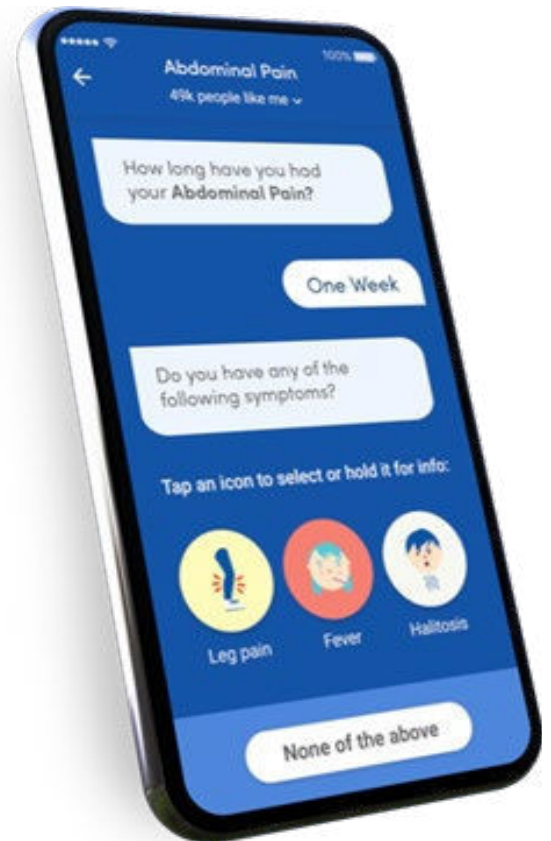 100%
Abdominal Pain
49k people like me
How long have you had
your Abdominal Pain?
One Week
Do you have any of the
following symptoms?
Tap an icon to select or hold it for info:
Leg pain
Fever
Halitosis
None of the above